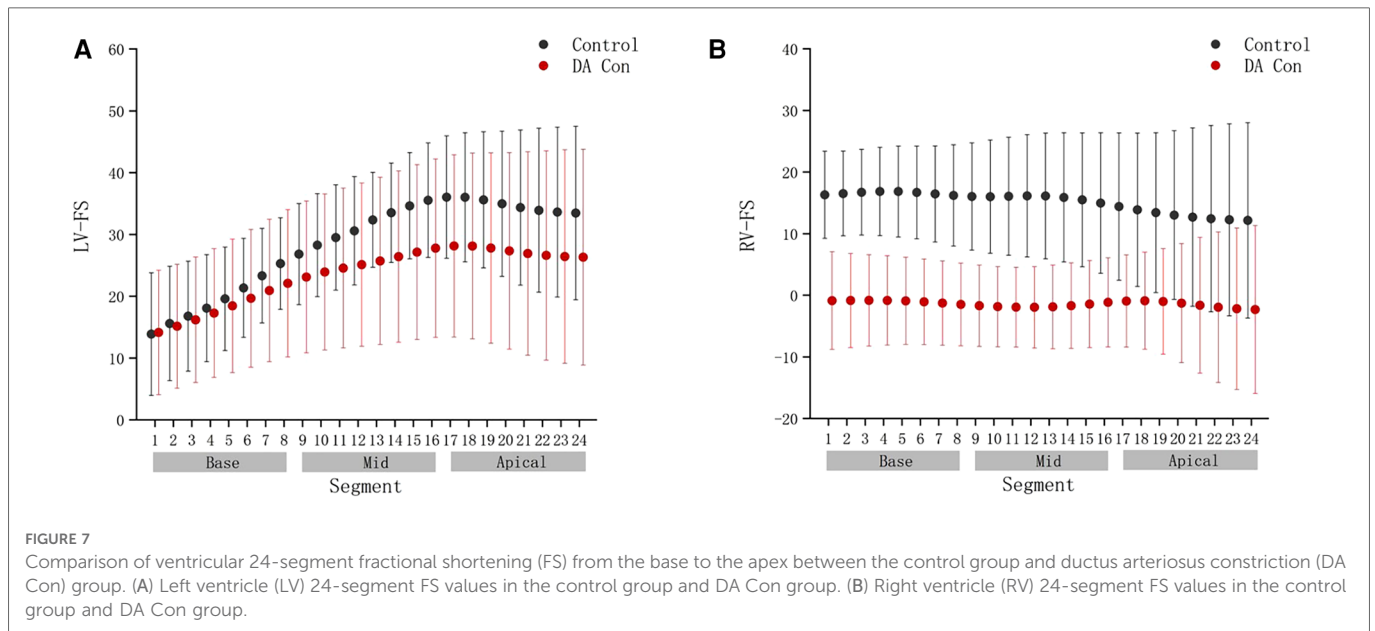 A
60
50
40
30
20
10
0
LV-FS
Control
DA Con
1 2 3 4 5 6 7 8 9 10 11 12 13 14 15 16 17 18 19 20 21 22 23 24
Base Mid Apical
Segment
B
40
30
20
10
0
-10
-20
RV-FS
Control
DA Con
1 2 3 4 5 6 7 8 9 10 11 12 13 14 15 16 17 18 19 20 21 22 23 24
Base Mid Apical
Segment
FIGURE 7
Comparison of ventricular 24-segment fractional shortening (FS) from the base to the apex between the control group and ductus arteriosus constriction (DA
Con) group. (A) Left ventricle (LV) 24-segment FS values in the control group and DA Con group. (B) Right ventricle (RV) 24-segment FS values in the control
group and DA Con group.